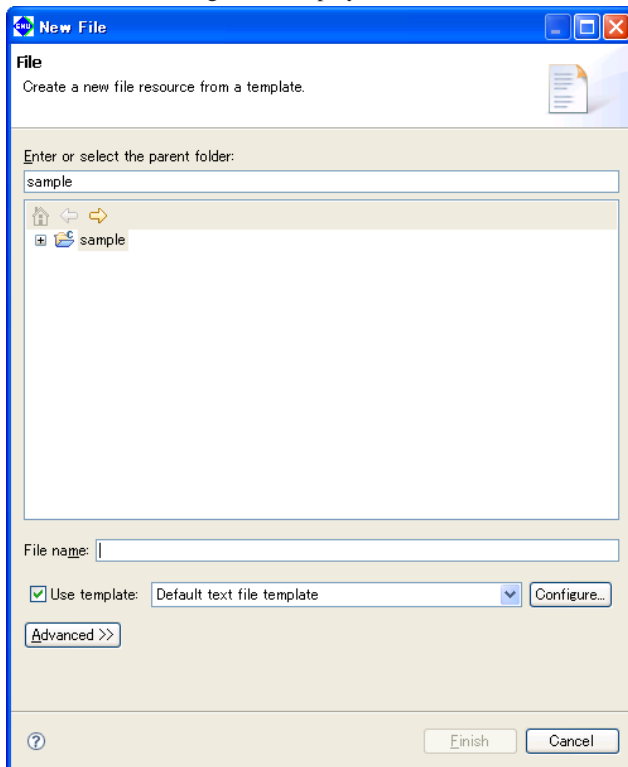 New File
File
Create a new file resource from a template.
Enter or select the parent folder:
sample
sample
File name:
Use template: Default text file template Configure...
Advanced >>
? Finish Cancel